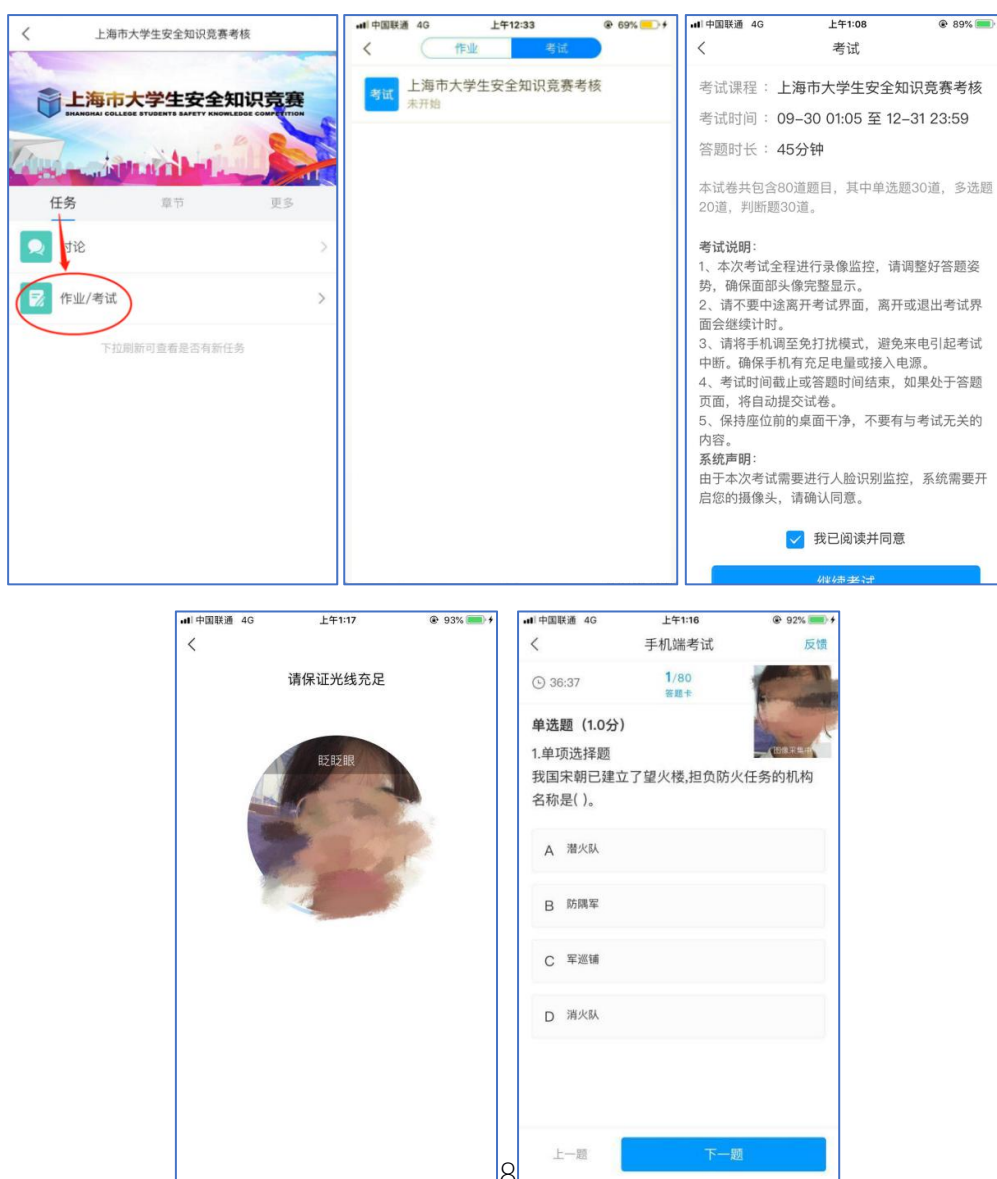 上海市大学生安全知识竞赛考核
上海市大学生安全知识竞赛
SHANGHAI COLLEGE STUDENTS SAFETY KNOWLEDGE COMPETITION
任务
章节
更多
讨论
作业/考试
下拉刷新可查看是否有新任务
中国联通 4G 上午12:33 69%
作业 考试
考试
上海市大学生安全知识竞赛考核
未开始
中国联通 4G 上午1:08 89%
考试
考试课程：上海市大学生安全知识竞赛考核
考试时间：09-30 01:05 至 12-31 23:59
答题时长：45分钟
本试卷共包含80道题目，其中单选题30道，多选题
20道，判断题30道。
考试说明：
1、本次考试全程进行录像监控，请调整好答题姿
势，确保面部头像完整显示。
2、请不要中途离开考试界面，离开或退出考试界
面会继续计时。
3、请将手机调至免打扰模式，避免来电引起考试
中断。确保手机有充足电量或接入电源。
4、考试时间截止或答题时间结束，如果处于答题
页面，将自动提交试卷。
5、保持座位前的桌面干净，不要有与考试无关的
内容。
系统声明：
由于本次考试需要进行人脸识别监控，系统需要开
启您的摄像头，请确认同意。
我已阅读并同意
继续考试
中国联通 4G 上午1:17 93%
请保证光线充足
眨眨眼
中国联通 4G 上午1:16 92%
手机端考试
反馈
36:37
1/80
答题卡
图像采集中
单选题（1.0分）
1.单项选择题
我国宋朝已建立了望火楼,担负防火任务的机构
名称是( )。
A 潜火队
B 防隅军
C 军巡铺
D 消火队
上一题
下一题
8